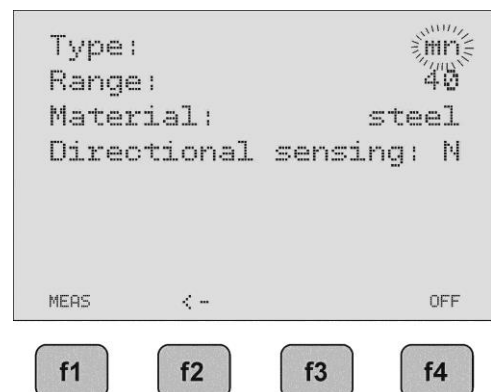 Type: mn
Range: 40
Material: steel
Directional sensing: N
MEAS <- OFF
f1 f2 f3 f4